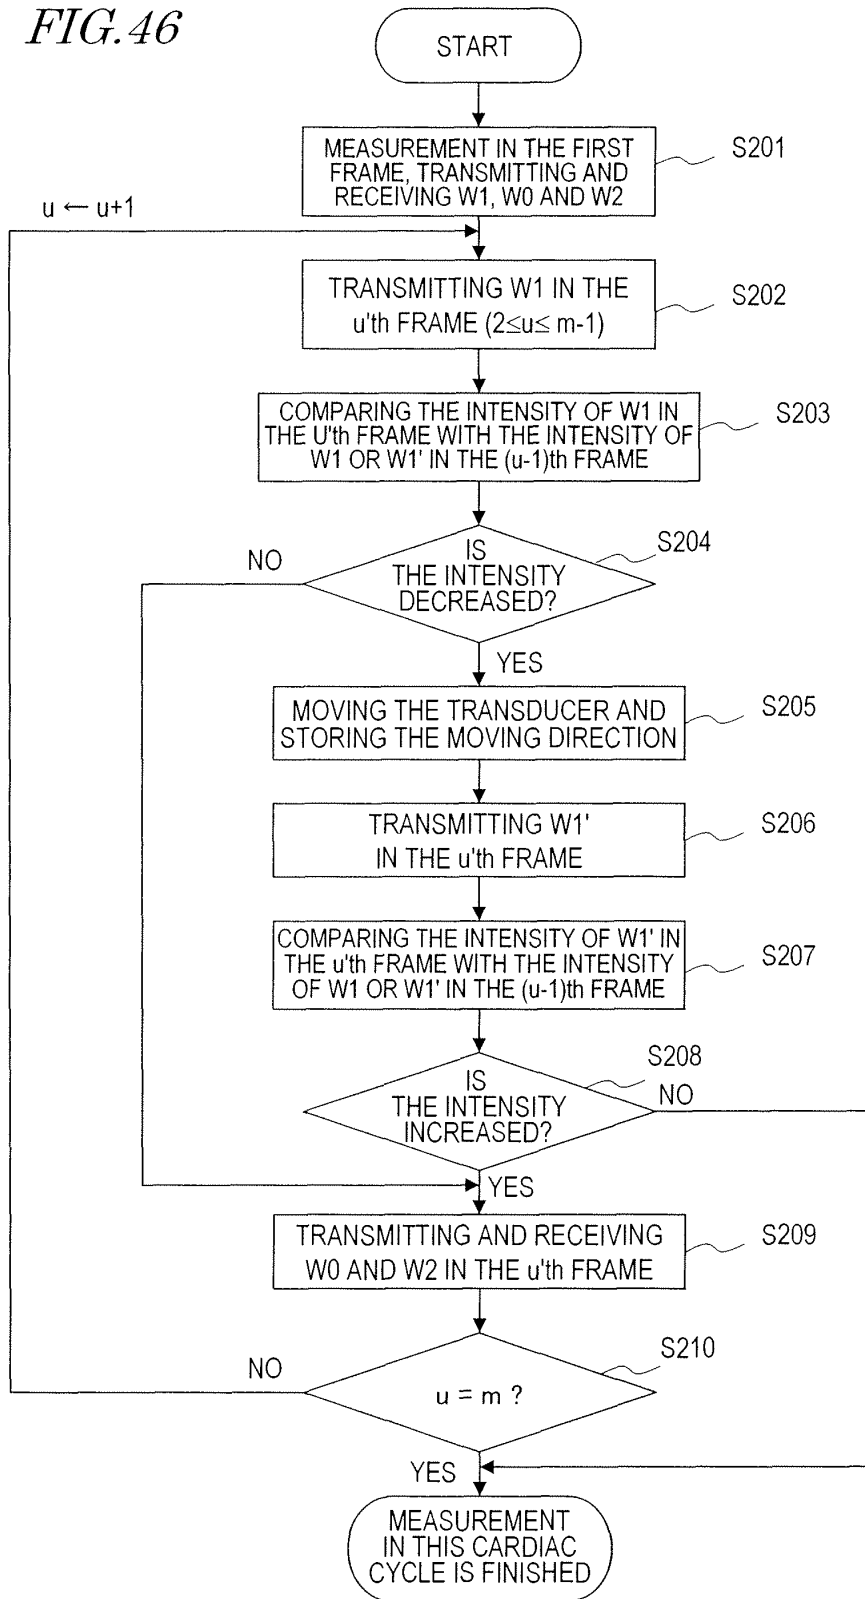 FIG.46
START
MEASUREMENT IN THE FIRST
FRAME, TRANSMITTING AND
RECEIVING W1, W0 AND W2
S201
u ← u+1
TRANSMITTING W1 IN THE
u'th FRAME (2≤u≤ m-1)
S202
COMPARING THE INTENSITY OF W1 IN
THE U'th FRAME WITH THE INTENSITY OF
W1 OR W1' IN THE (u-1)th FRAME
S203
IS
THE INTENSITY
DECREASED?
S204
NO
YES
MOVING THE TRANSDUCER AND
STORING THE MOVING DIRECTION
S205
TRANSMITTING W1'
IN THE u'th FRAME
S206
COMPARING THE INTENSITY OF W1' IN
THE u'th FRAME WITH THE INTENSITY
OF W1 OR W1' IN THE (u-1)th FRAME
S207
IS
THE INTENSITY
INCREASED?
S208
NO
YES
TRANSMITTING AND RECEIVING
W0 AND W2 IN THE u'th FRAME
S209
NO
u = m ?
S210
YES
MEASUREMENT
IN THIS CARDIAC
CYCLE IS FINISHED